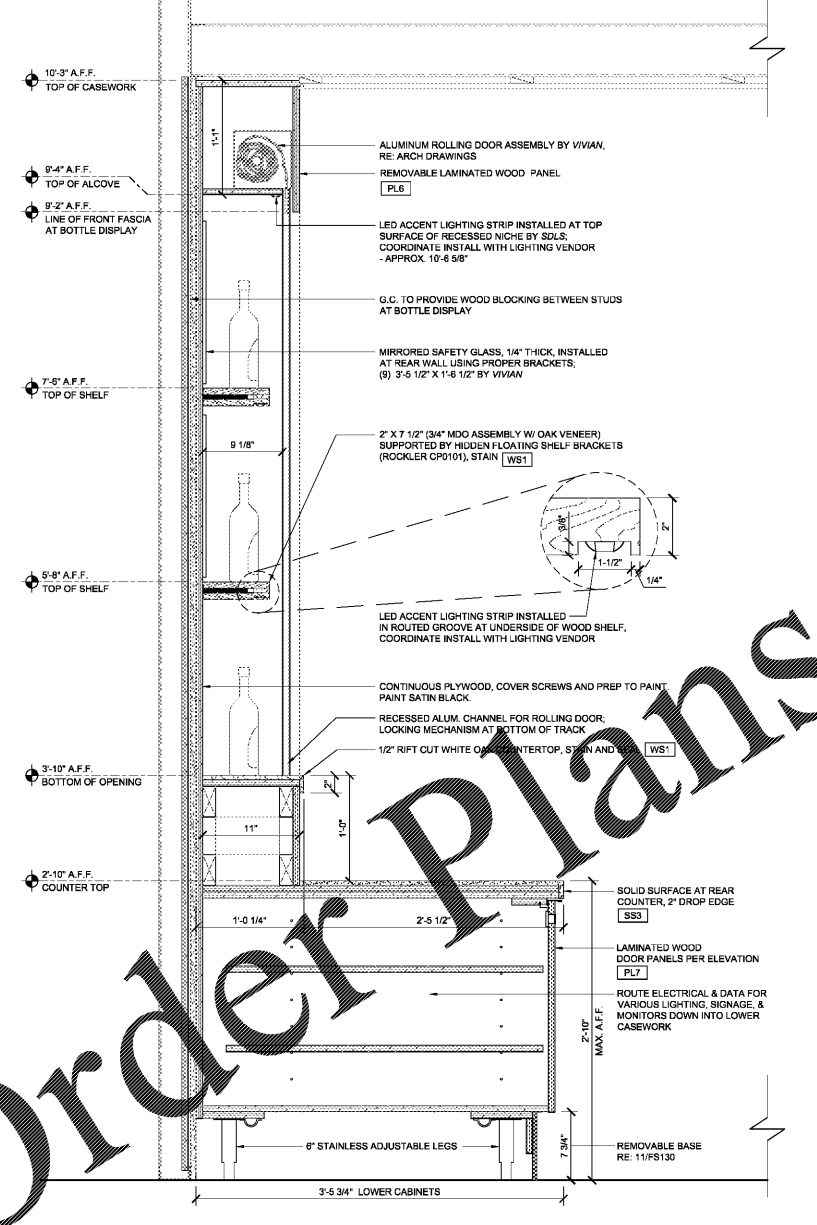 10'-3" A.F.F.
TOP OF CASEWORK
1'-1"
ALUMINUM ROLLING DOOR ASSEMBLY BY VIVIAN,
RE: ARCH DRAWINGS
REMOVABLE LAMINATED WOOD PANEL
PL6
9'-4" A.F.F.
TOP OF ALCOVE
9'-2" A.F.F.
LINE OF FRONT FASCIA
AT BOTTLE DISPLAY
LED ACCENT LIGHTING STRIP INSTALLED AT TOP
SURFACE OF RECESSED NICHE BY SDLS;
COORDINATE INSTALL WITH LIGHTING VENDOR
- APPROX. 10'-6 5/8"
G.C. TO PROVIDE WOOD BLOCKING BETWEEN STUDS
AT BOTTLE DISPLAY
MIRRORED SAFETY GLASS, 1/4" THICK, INSTALLED
AT REAR WALL USING PROPER BRACKETS;
(9) 3'-5 1/2" X 1'-6 1/2" BY VIVIAN
7'-6" A.F.F.
TOP OF SHELF
9 1/8"
2" X 7 1/2" (3/4" MDO ASSEMBLY W/ OAK VENEER)
SUPPORTED BY HIDDEN FLOATING SHELF BRACKETS
(ROCKLER CP0101), STAIN WS1
3/8"
2"
1-1/2"
1/4"
5'-8" A.F.F.
TOP OF SHELF
LED ACCENT LIGHTING STRIP INSTALLED
IN ROUTED GROOVE AT UNDERSIDE OF WOOD SHELF,
COORDINATE INSTALL WITH LIGHTING VENDOR
CONTINUOUS PLYWOOD, COVER SCREWS AND PREP TO PAINT.
PAINT SATIN BLACK.
RECESSED ALUM. CHANNEL FOR ROLLING DOOR;
LOCKING MECHANISM AT BOTTOM OF TRACK
1/2" RIFT CUT WHITE OAK COUNTERTOP, STAIN AND SEAL WS1
3'-10" A.F.F.
BOTTOM OF OPENING
2"
11"
1'-0"
2'-10" A.F.F.
COUNTER TOP
1'-0 1/4"
2'-5 1/2"
SOLID SURFACE AT REAR
COUNTER, 2" DROP EDGE
SS3
LAMINATED WOOD
DOOR PANELS PER ELEVATION
PL7
ROUTE ELECTRICAL & DATA FOR
VARIOUS LIGHTING, SIGNAGE, &
MONITORS DOWN INTO LOWER
CASEWORK
2'-10"
MAX. A.F.F.
6" STAINLESS ADJUSTABLE LEGS
7 3/4"
REMOVABLE BASE
RE: 11/FS130
3'-5 3/4" LOWER CABINETS
Order Plans